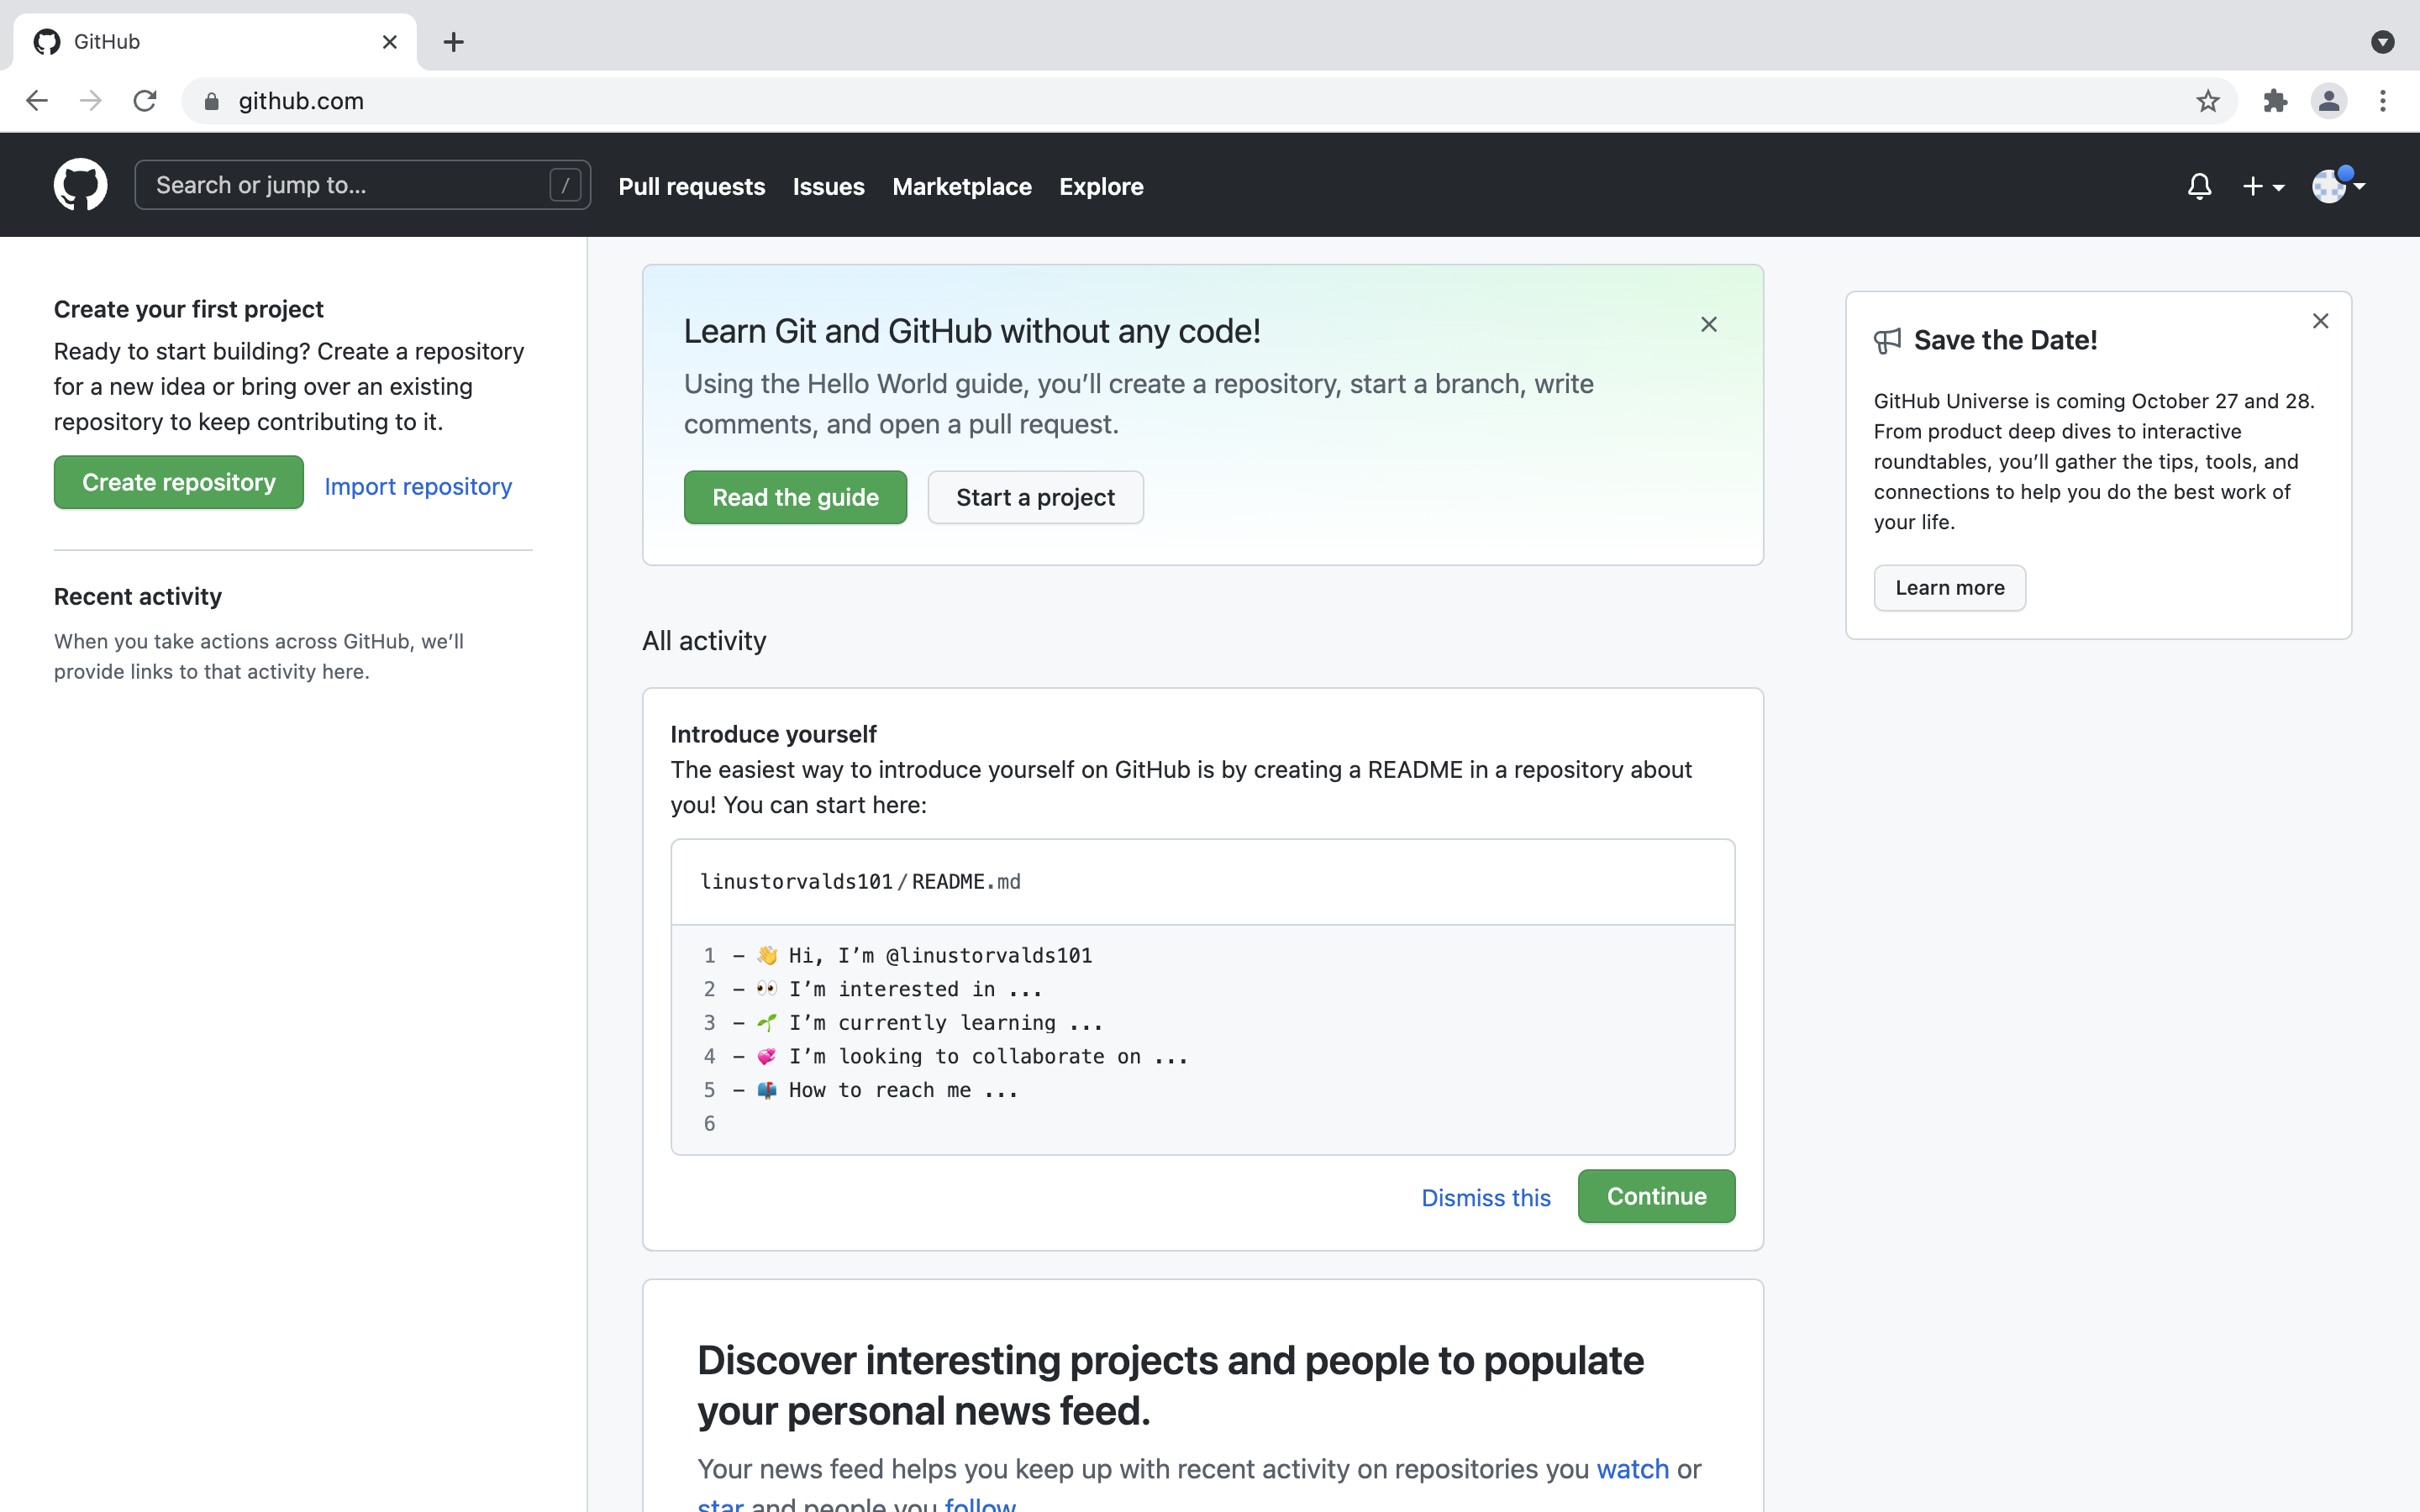 GitHub
github.com
Search or jump to...
/
Pull requests
Issues
Marketplace
Explore
Create your first project
Ready to start building? Create a repository
for a new idea or bring over an existing
repository to keep contributing to it.
Create repository
Import repository
Recent activity
When you take actions across GitHub, we’ll
provide links to that activity here.
Learn Git and GitHub without any code!
Using the Hello World guide, you’ll create a repository, start a branch, write
comments, and open a pull request.
Read the guide
Start a project
All activity
Introduce yourself
The easiest way to introduce yourself on GitHub is by creating a README in a repository about
you! You can start here:
linustorvalds101/README.md
1 - 👋 Hi, I’m @linustorvalds101
2 - 👀 I’m interested in ...
3 - 🌱 I’m currently learning ...
4 - 💞️ I’m looking to collaborate on ...
5 - 📫 How to reach me ...
6
Dismiss this
Continue
Discover interesting projects and people to populate
your personal news feed.
Your news feed helps you keep up with recent activity on repositories you watch or
star and people you follow.
Save the Date!
GitHub Universe is coming October 27 and 28.
From product deep dives to interactive
roundtables, you’ll gather the tips, tools, and
connections to help you do the best work of
your life.
Learn more